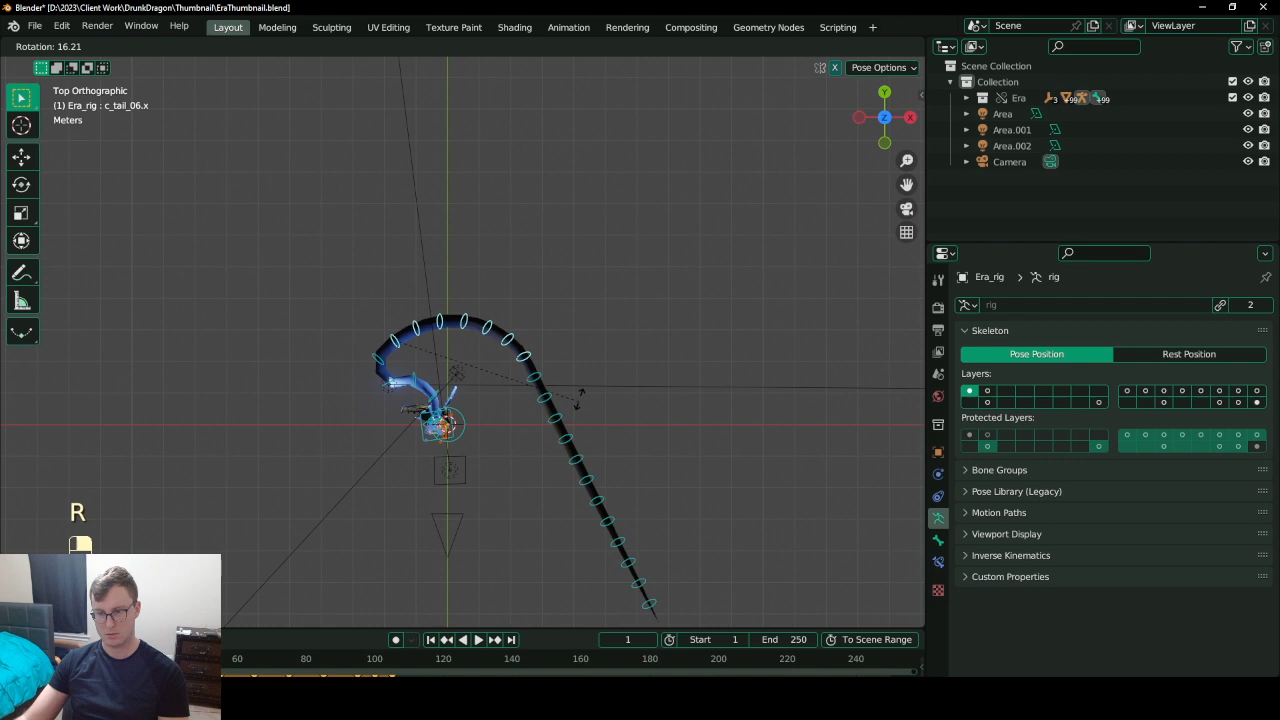 Blender* [D:\2023\Client Work\DrunkDragon\Thumbnail\EraThumbnail.blend]
File Edit Render Window Help Layout Modeling Sculpting UV Editing Texture Paint Shading Animation Rendering Compositing Geometry Nodes Scripting Scene ViewLayer
Rotation: 16.21
X Pose Options
Top Orthographic
(1) Era_rig : c_tail_06.x
Meters
Y
Z X
Scene Collection
Collection
Era 3 +99 +99
Area
Area.001
Area.002
Camera
Era_rig rig
rig 2
Skeleton
Pose Position Rest Position
Layers:
Protected Layers:
Bone Groups
Pose Library (Legacy)
Motion Paths
Viewport Display
Inverse Kinematics
Custom Properties
R
1 Start 1 End 250 To Scene Range
60 80 100 120 140 160 180 200 220 240